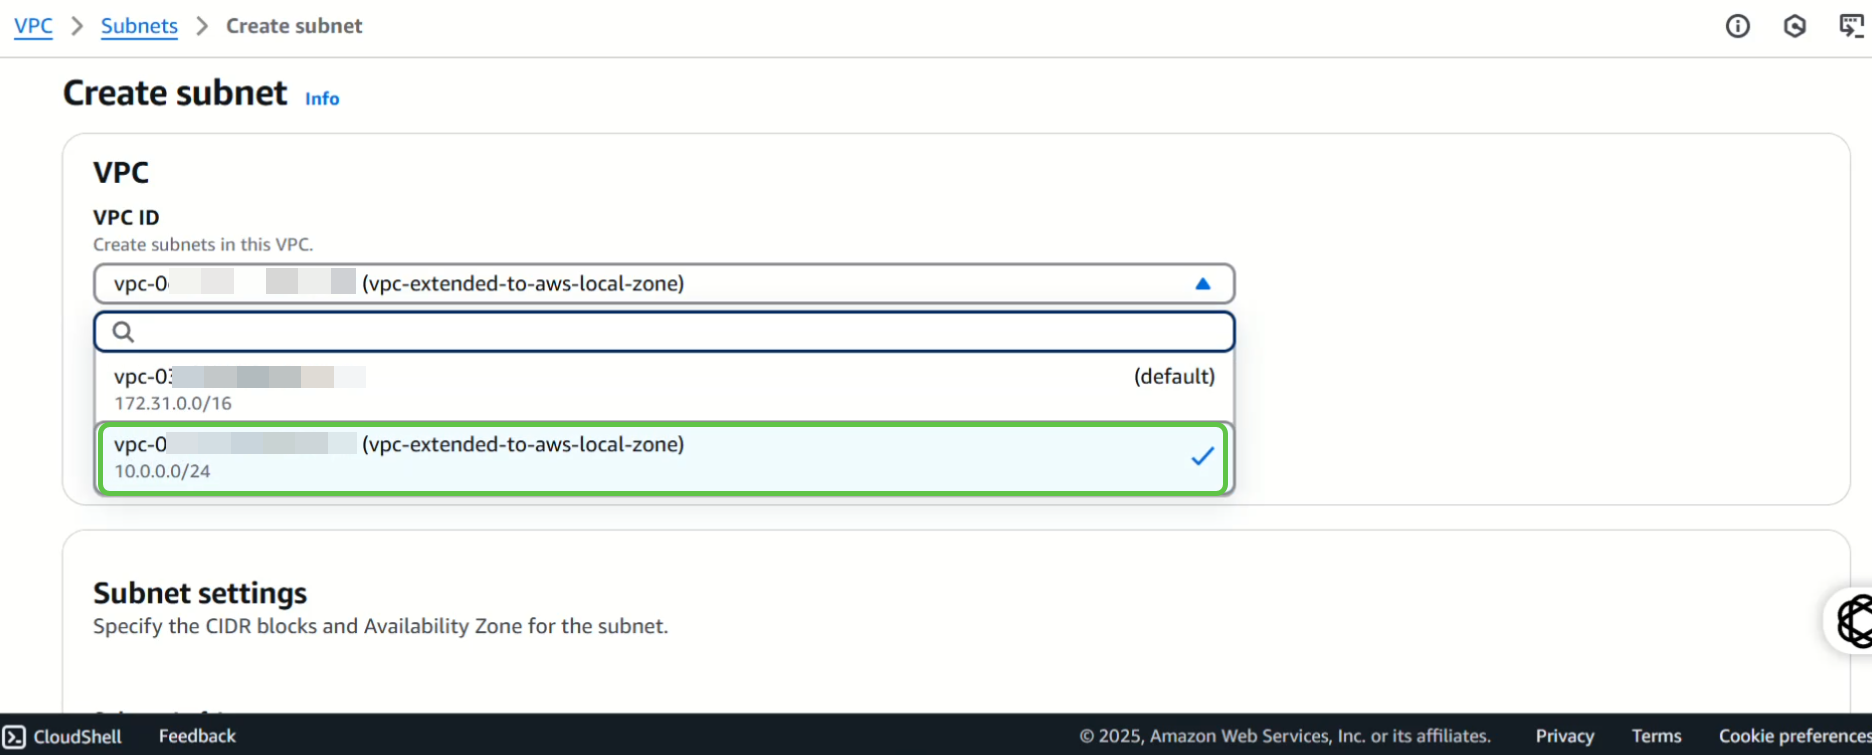 VPC > Subnets > Create subnet
Create subnet Info
VPC
VPC ID
Create subnets in this VPC.
vpc-0 (vpc-extended-to-aws-local-zone)
vpc-03 (default)
172.31.0.0/16
vpc-0 (vpc-extended-to-aws-local-zone)
10.0.0.0/24
Subnet settings
Specify the CIDR blocks and Availability Zone for the subnet.
CloudShell Feedback © 2025, Amazon Web Services, Inc. or its affiliates. Privacy Terms Cookie preferences